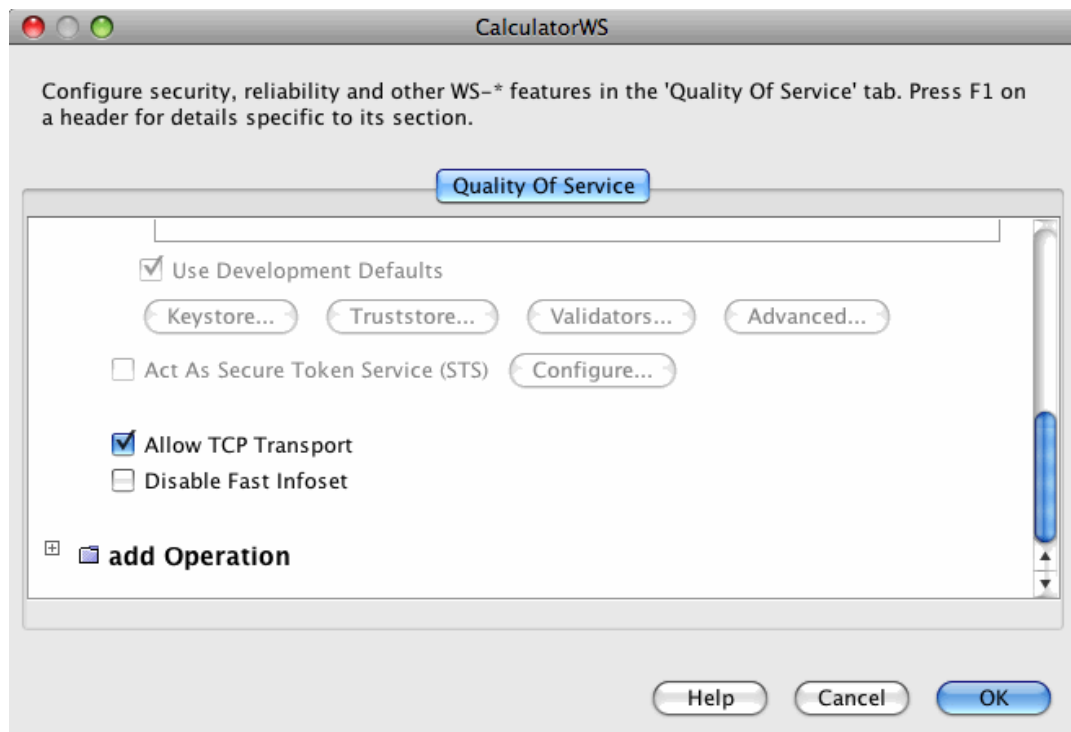 CalculatorWS
Configure security, reliability and other WS-* features in the 'Quality Of Service' tab. Press F1 on
a header for details specific to its section.
Quality Of Service
Use Development Defaults
Keystore... Truststore... Validators... Advanced...
Act As Secure Token Service (STS) Configure...
Allow TCP Transport
Disable Fast Infoset
add Operation
Help Cancel OK